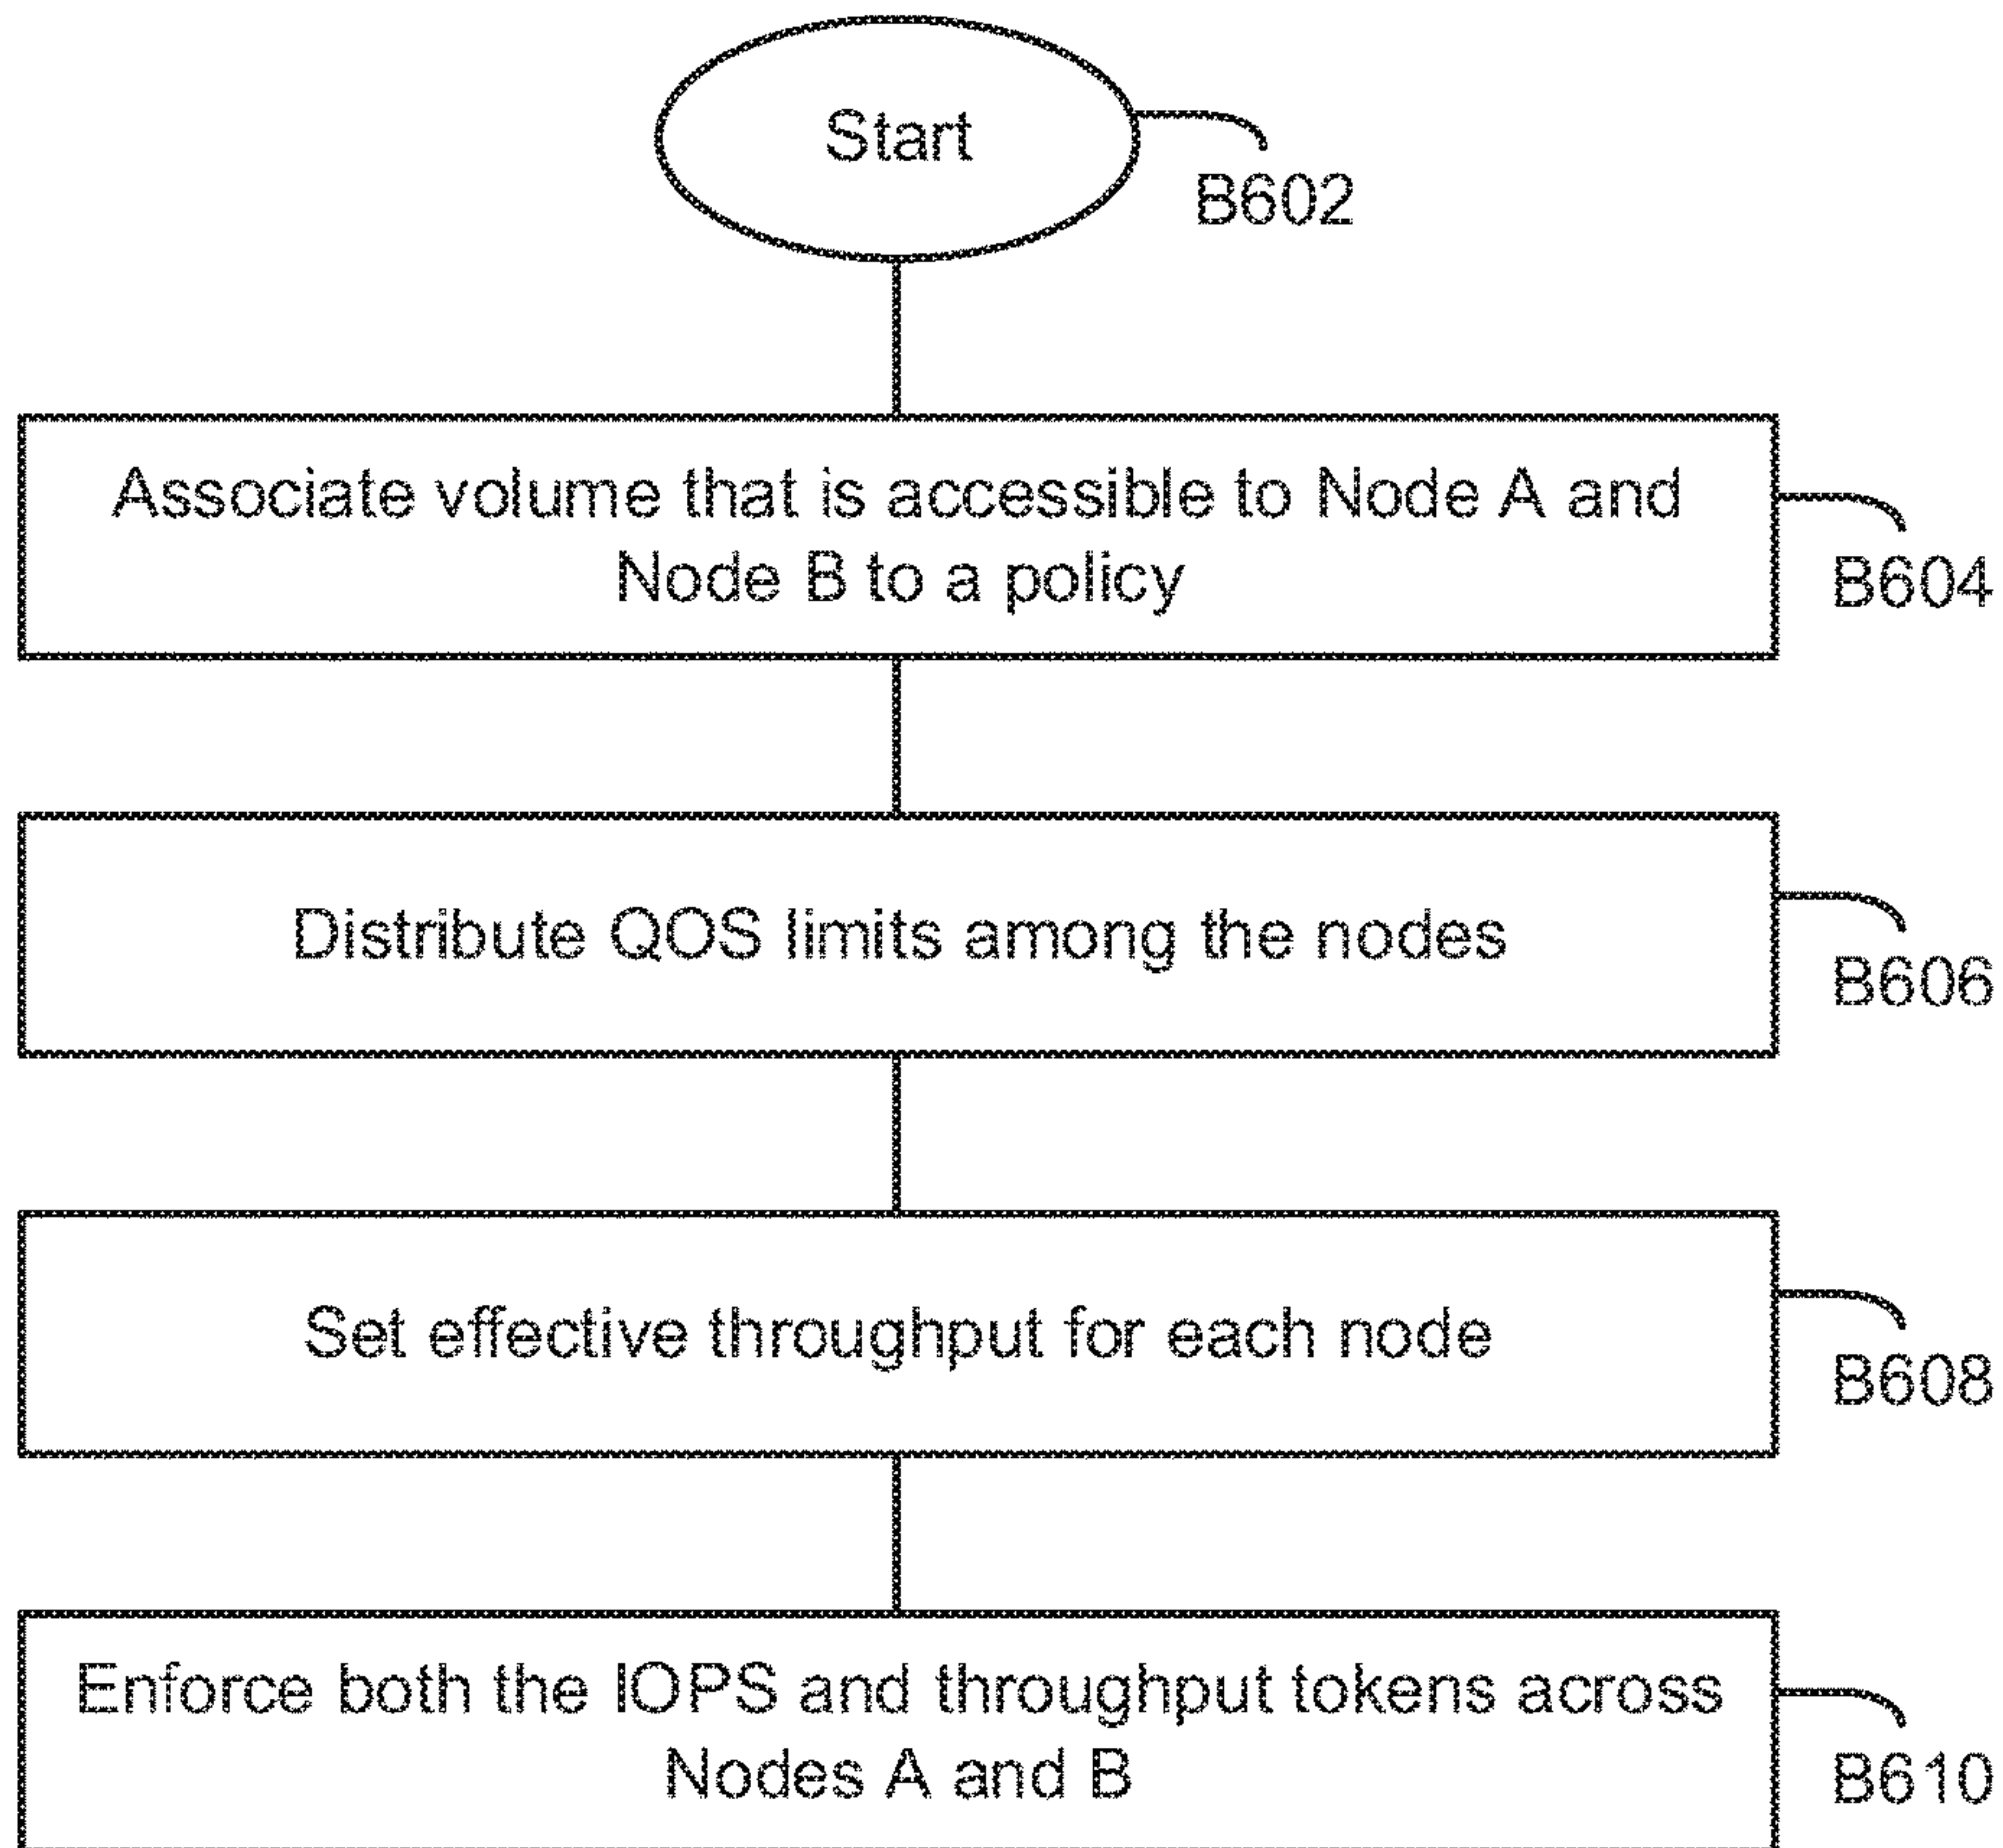 Start
B602
Associate volume that is accessible to Node A and
Node B to a policy
B604
Distribute QOS limits among the nodes
B606
Set effective throughput for each node
B608
Enforce both the IOPS and throughput tokens across
Nodes A and B
B610